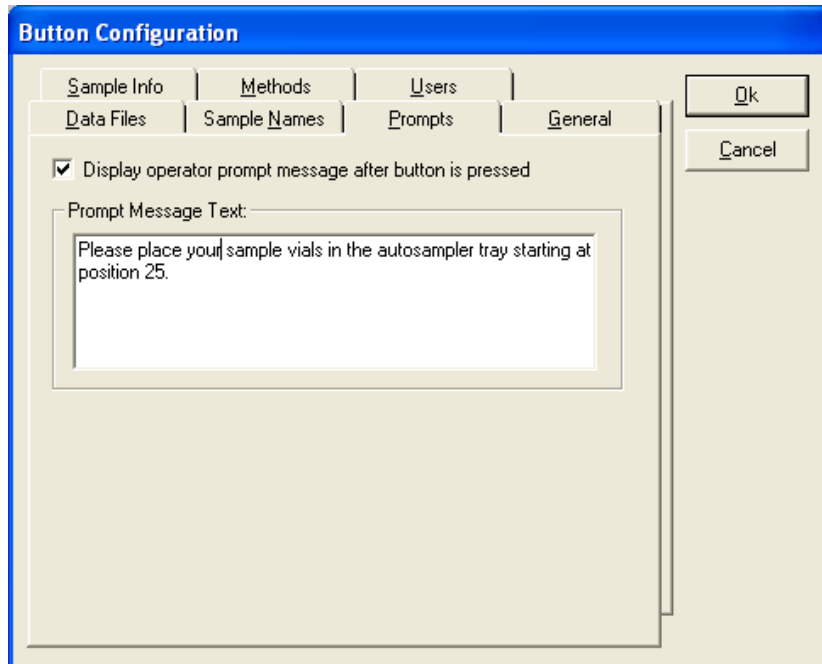 Button Configuration
Sample Info Methods Users
Data Files Sample Names Prompts General
Ok
Cancel
Display operator prompt message after button is pressed
Prompt Message Text:
Please place your sample vials in the autosampler tray starting at
position 25.